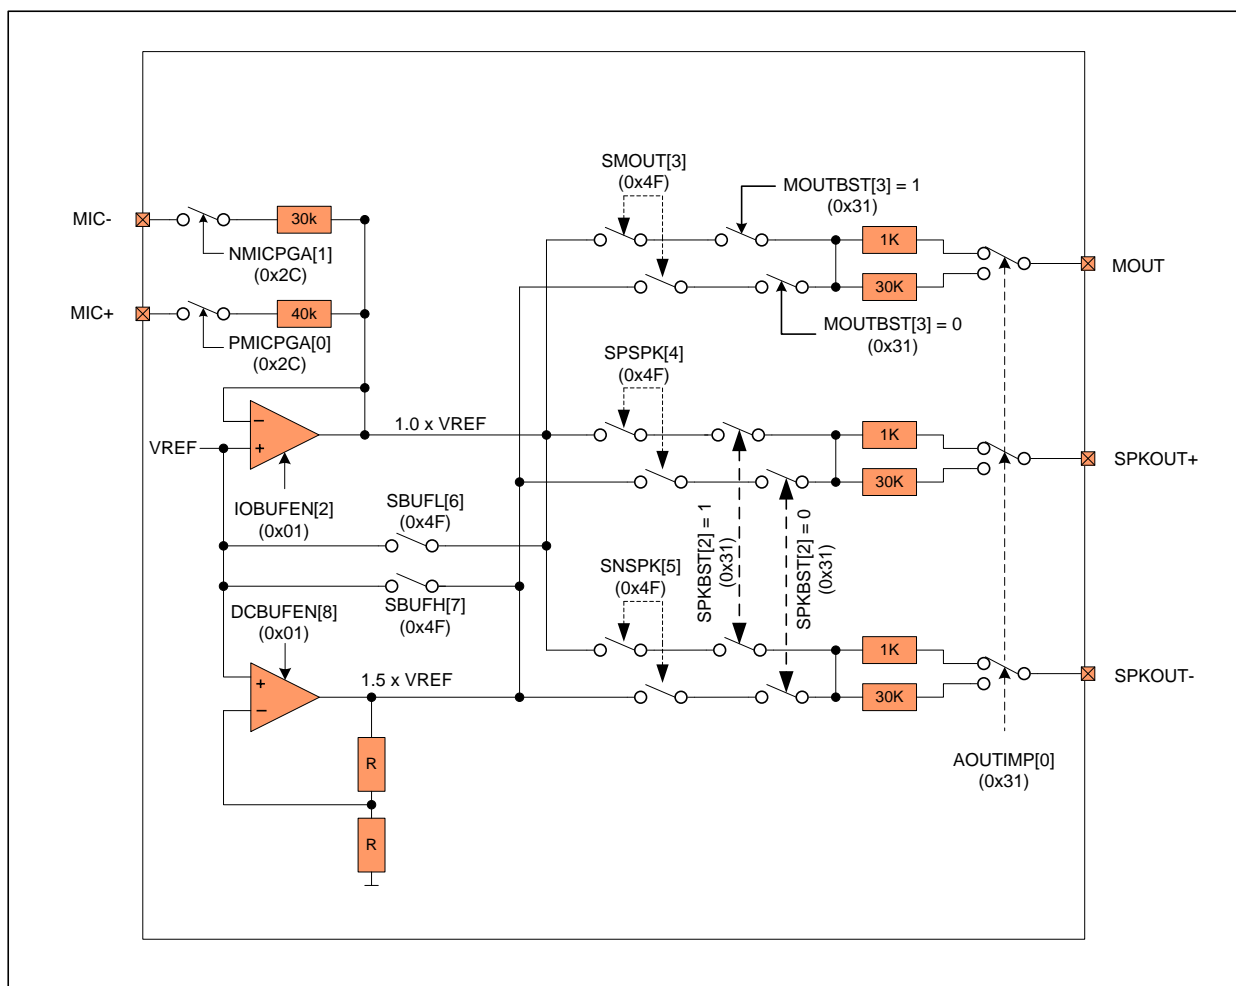 SMOUT[3]
(0x4F)
MOUTBST[3] = 1
(0x31)
MIC-
30k
NMICPGA[1]
(0x2C)
1K
MOUT
30K
MIC+
40k
PMICPGA[0]
(0x2C)
MOUTBST[3] = 0
(0x31)
SPSPK[4]
(0x4F)
−
+
VREF
1.0 x VREF
1K
SPKOUT+
30K
IOBUFEN[2]
(0x01)
SBUFL[6]
(0x4F)
SPKBST[2] = 1
(0x31)
SPKBST[2] = 0
(0x31)
SNSPK[5]
(0x4F)
SBUFH[7]
(0x4F)
DCBUFEN[8]
(0x01)
+
−
1.5 x VREF
1K
SPKOUT-
30K
R
AOUTIMP[0]
(0x31)
R